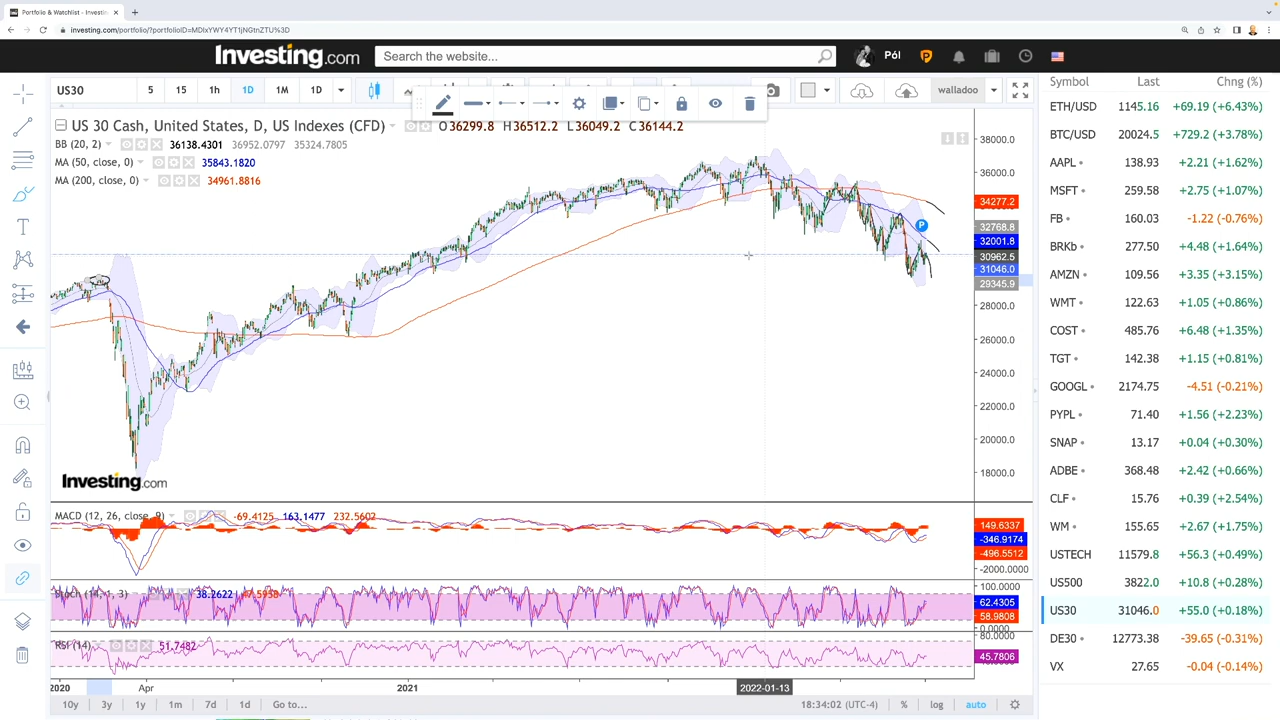 Portfolio & Watchlist - Investin
investing.com/portfolio/?portfolioID=MDIxYWY4YT1jNGtnZTU%3D
Investing.com
Search the website...
Pól
US30 5 15 1h 1D 1M 1D
walladoo
US 30 Cash, United States, D, US Indexes (CFD) O36299.8 H36512.2 L36049.2 C36144.2
BB (20, 2) 36138.4301 36952.0797 35324.7805
MA (50, close, 0) 35843.1820
MA (200, close, 0) 34961.8816
P
38000.0
36000.0
34277.2
32768.8
32001.8
30962.5
31046.0
29345.9
28000.0
26000.0
24000.0
22000.0
20000.0
18000.0
Investing.com
MACD (12, 26, close, 9) -69.4125 163.1477 232.5602
149.6337
-346.9174
-496.5512
-2000.0000
Stoch (14, 1, 3) 38.2622 47.5958
100.0000
62.4305
58.9808
0.0000
RSI (14) 51.7482
80.0000
45.7806
2020 Apr 2021 2022-01-13
10y 3y 1y 1m 7d 1d Go to... 18:34:02 (UTC-4) % log auto
Symbol Last Chng (%)
ETH/USD 1145.16 +69.19 (+6.43%)
BTC/USD 20024.5 +729.2 (+3.78%)
AAPL 138.93 +2.21 (+1.62%)
MSFT 259.58 +2.75 (+1.07%)
FB 160.03 -1.22 (-0.76%)
BRKb 277.50 +4.48 (+1.64%)
AMZN 109.56 +3.35 (+3.15%)
WMT 122.63 +1.05 (+0.86%)
COST 485.76 +6.48 (+1.35%)
TGT 142.38 +1.15 (+0.81%)
GOOGL 2174.75 -4.51 (-0.21%)
PYPL 71.40 +1.56 (+2.23%)
SNAP 13.17 +0.04 (+0.30%)
ADBE 368.48 +2.42 (+0.66%)
CLF 15.76 +0.39 (+2.54%)
WM 155.65 +2.67 (+1.75%)
USTECH 11579.8 +56.3 (+0.49%)
US500 3822.0 +10.8 (+0.28%)
US30 31046.0 +55.0 (+0.18%)
DE30 12773.38 -39.65 (-0.31%)
VX 27.65 -0.04 (-0.14%)